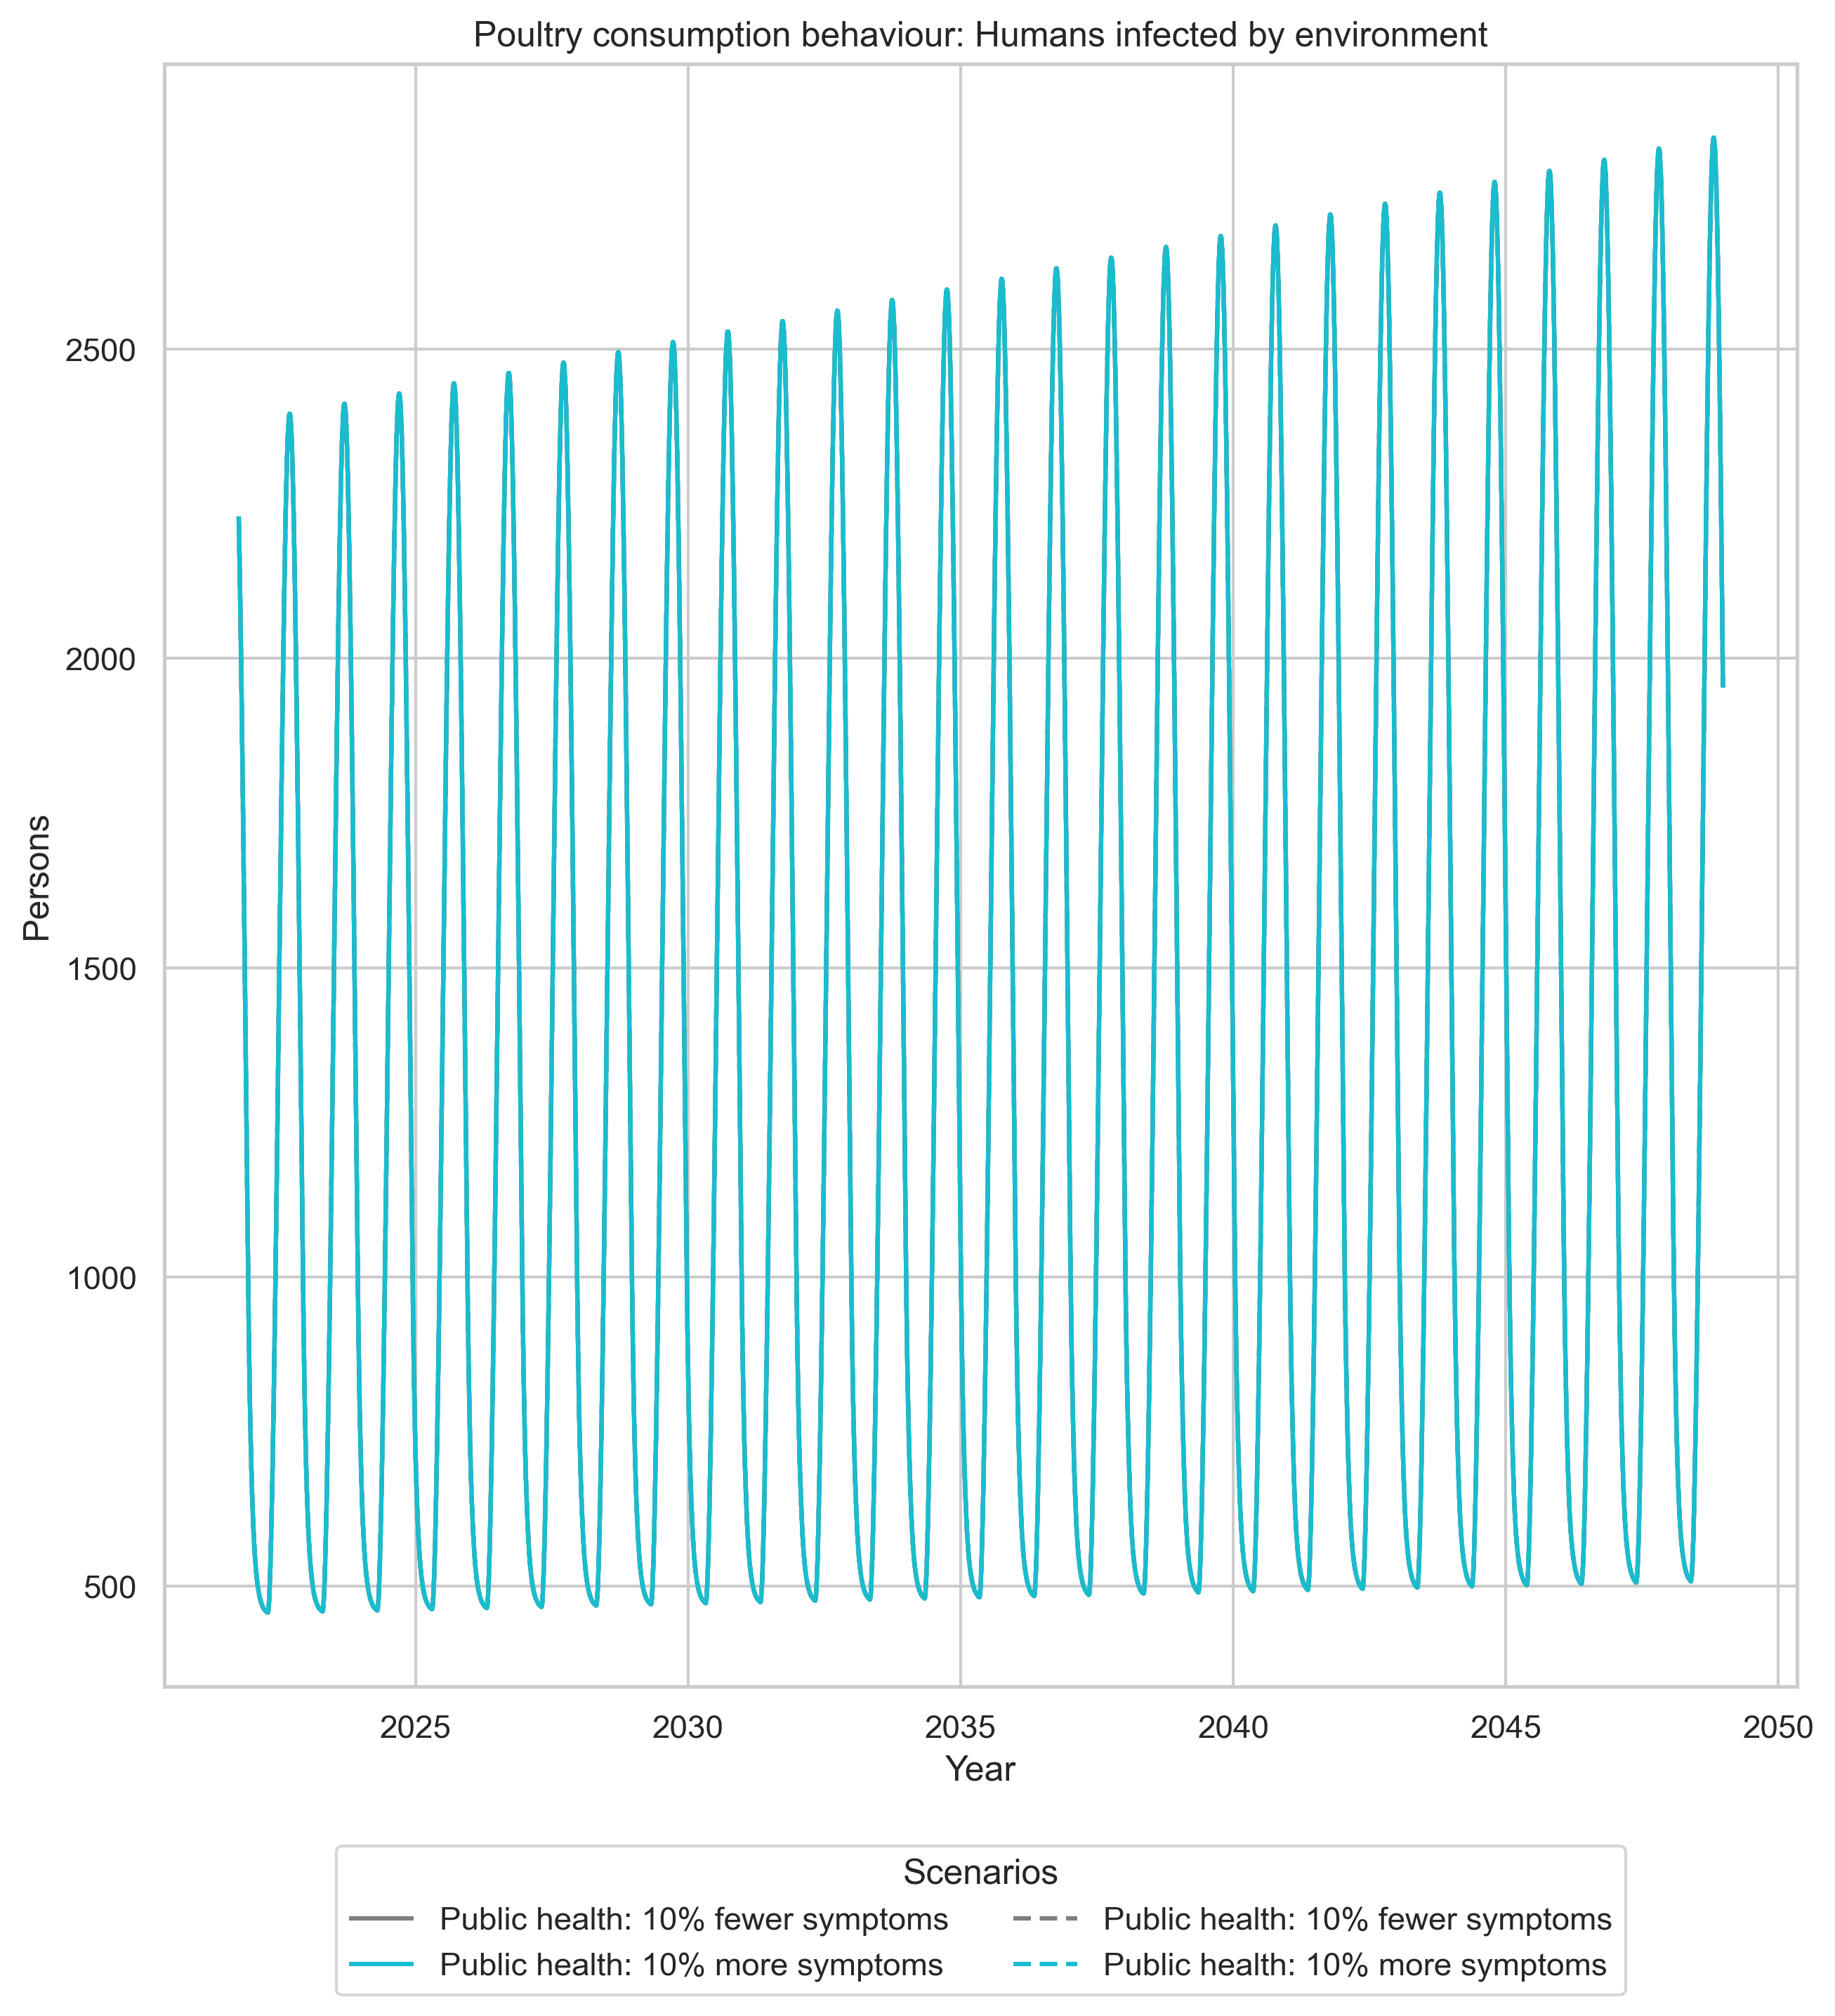 Poultry consumption behaviour: Humans infected by environment
Persons
2500
2000
1500
1000
500
2025 2030 2035 2040 2045 2050
Year
Scenarios
Public health: 10% fewer symptoms Public health: 10% fewer symptoms
Public health: 10% more symptoms Public health: 10% more symptoms